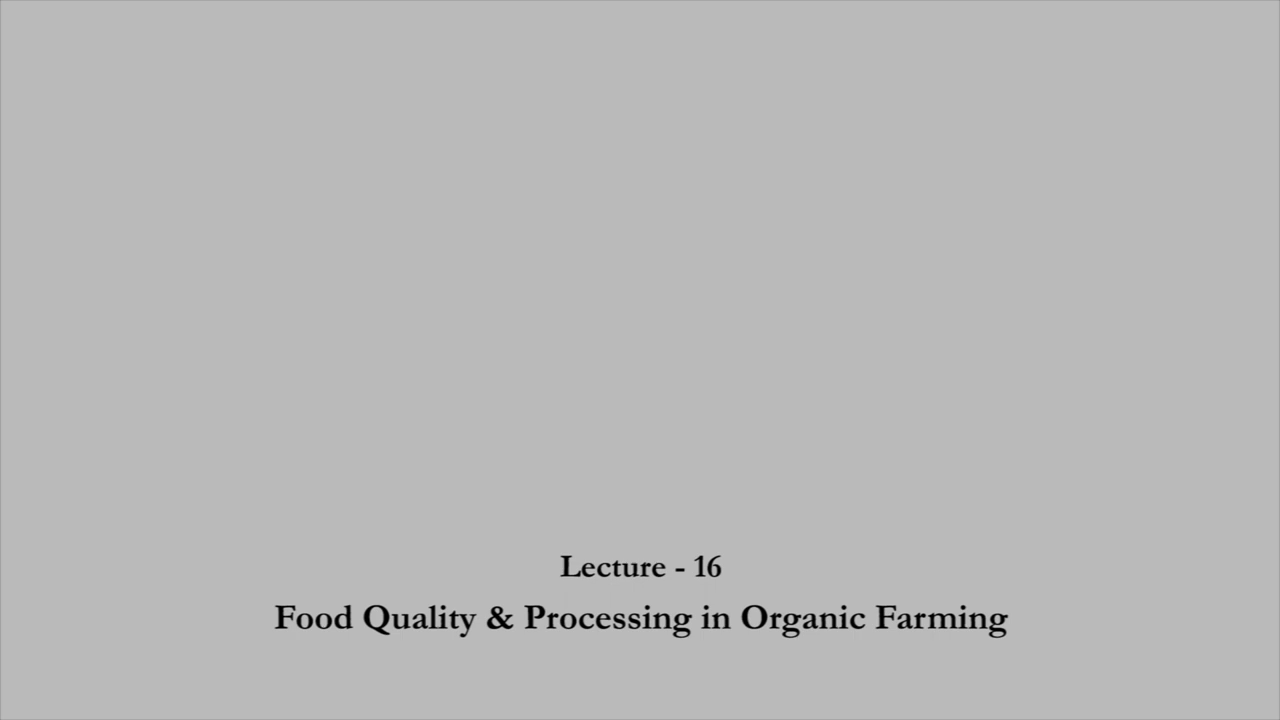 Lecture - 16
Food Quality & Processing in Organic Farming